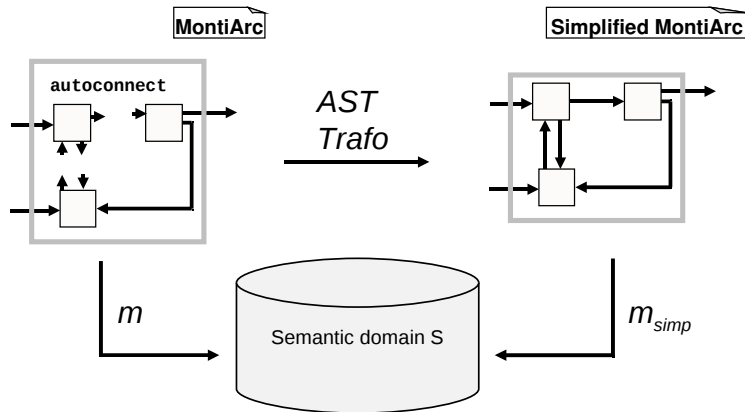 MontiArc
Simplified MontiArc
autoconnect
AST
Trafo
Semantic domain S
m
m_simp